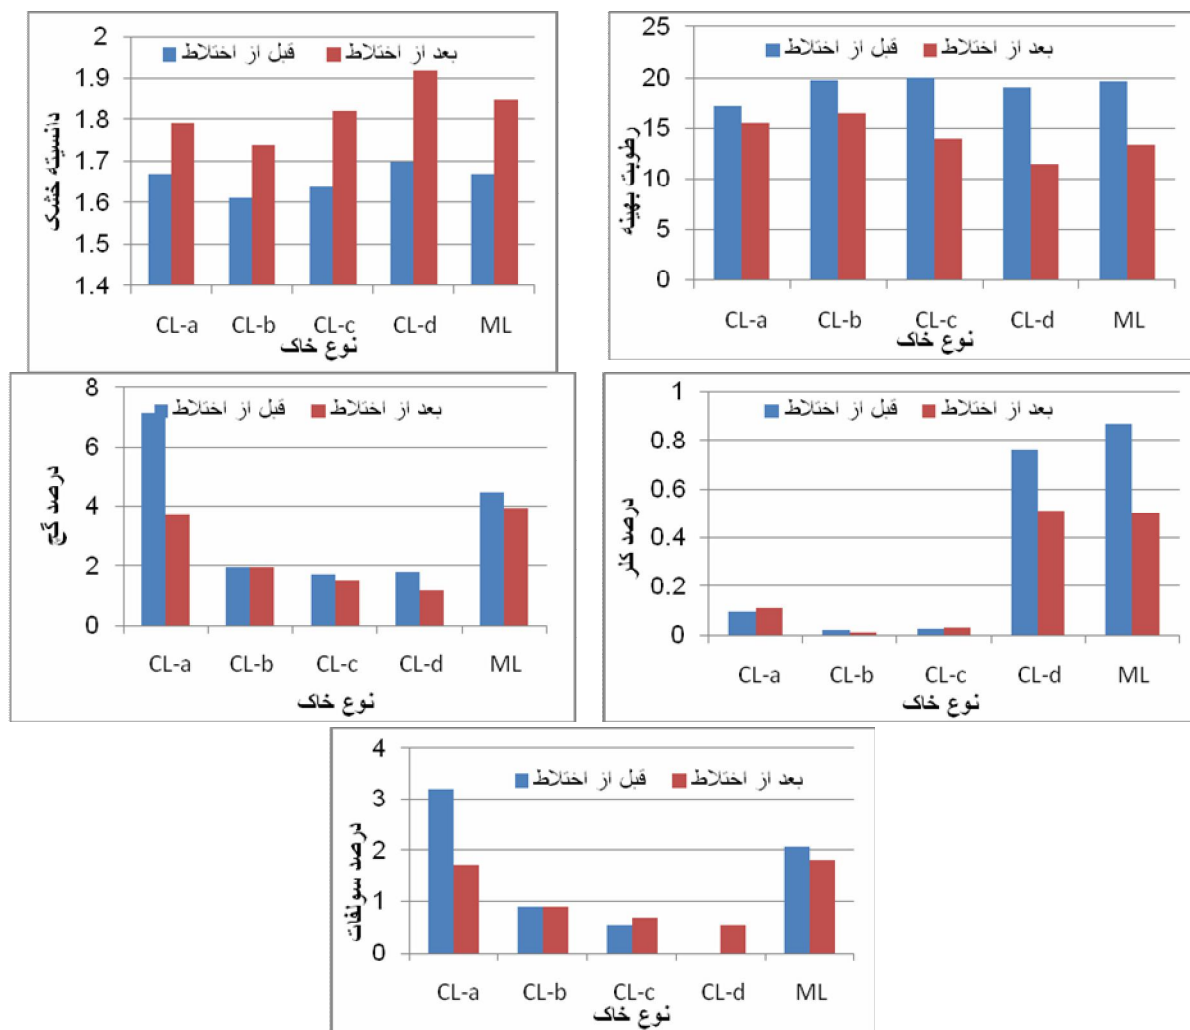 2
1.9
1.8
1.7
1.6
1.5
1.4
قبل از اختلاط بعد از اختلاط
دانسیته خشک
CL-a CL-b CL-c CL-d ML
نوع خاک
25
20
15
10
5
0
قبل از اختلاط بعد از اختلاط
رطوبت بهینه
CL-a CL-b CL-c CL-d ML
نوع خاک
8
6
4
2
0
قبل از اختلاط بعد از اختلاط
درصد گچ
CL-a CL-b CL-c CL-d ML
نوع خاک
1
0.8
0.6
0.4
0.2
0
قبل از اختلاط بعد از اختلاط
درصد کلر
CL-a CL-b CL-c CL-d ML
نوع خاک
4
3
2
1
0
قبل از اختلاط بعد از اختلاط
درصد سولفات
CL-a CL-b CL-c CL-d ML
نوع خاک